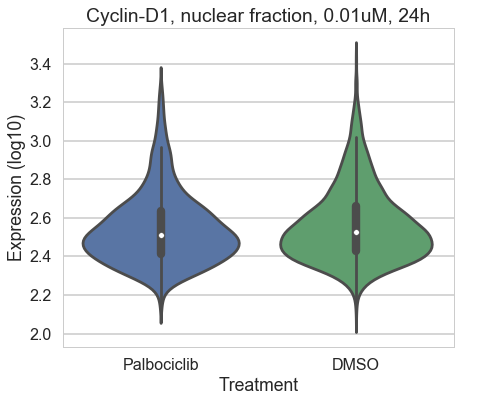 Cyclin-D1, nuclear fraction, 0.01uM, 24h
Expression (log10)
3.4
3.2
3.0
2.8
2.6
2.4
2.2
2.0
Palbociclib DMSO
Treatment